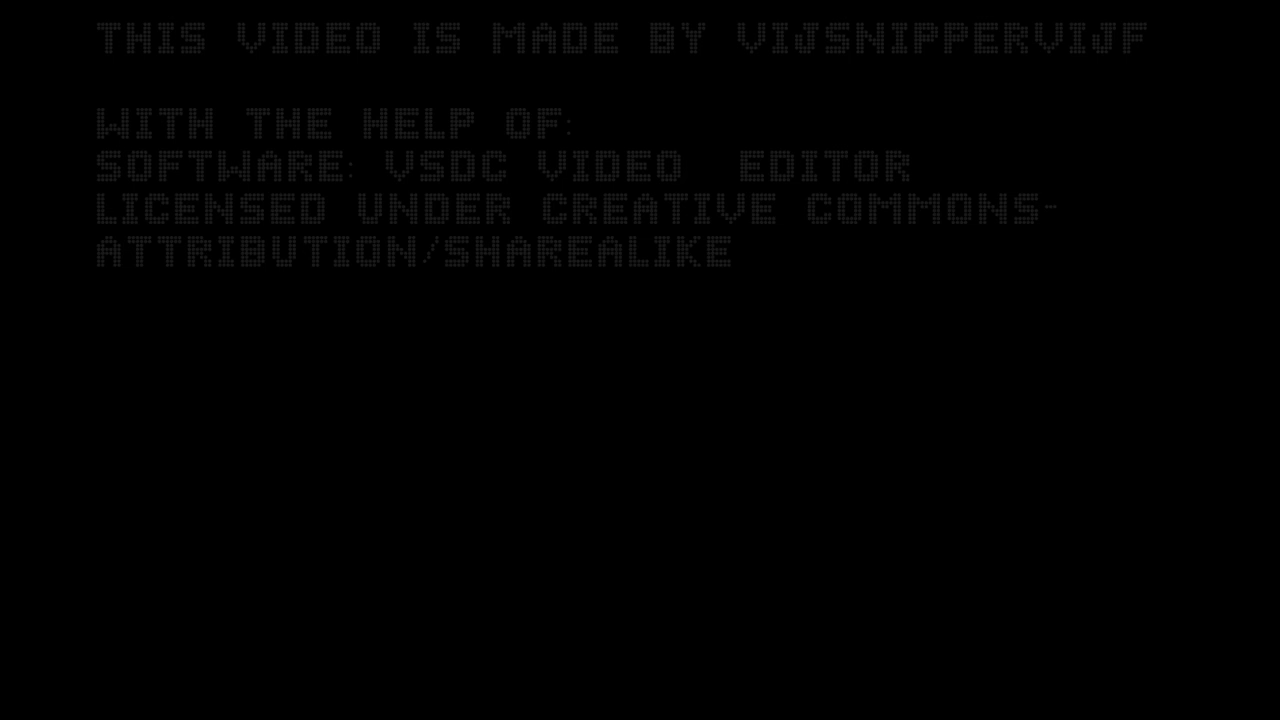 THIS VIDEO IS MADE BY VIJSNIPPERVIJF
WITH THE HELP OF:
SOFTWARE: VSDC VIDEO  EDITOR
LICENSED UNDER CREATIVE COMMONS-
ATTRIBUTION/SHAREALIKE